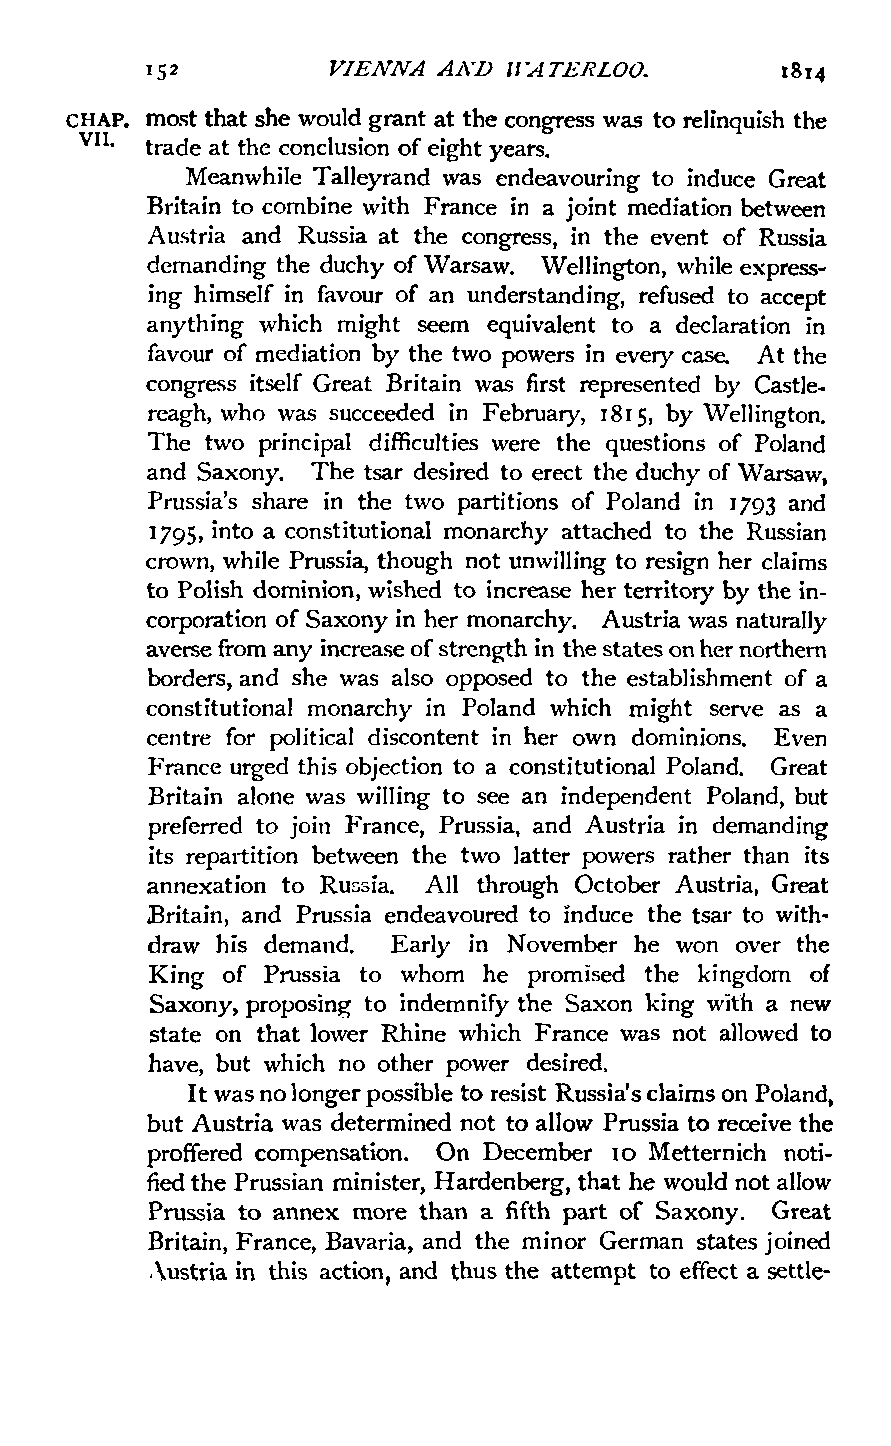 152 VIENNA AND WATERLOO. 1814
CHAP. most that she would grant at the congress was to relinquish the
VII. trade at the conclusion of eight years.
Meanwhile Talleyrand was endeavouring to induce Great
Britain to combine with France in a joint mediation between
Austria and Russia at the congress, in the event of Russia
demanding the duchy of Warsaw. Wellington, while express-
ing himself in favour of an understanding, refused to accept
anything which might seem equivalent to a declaration in
favour of mediation by the two powers in every case. At the
congress itself Great Britain was first represented by Castle-
reagh, who was succeeded in February, 1815, by Wellington.
The two principal difficulties were the questions of Poland
and Saxony. The tsar desired to erect the duchy of Warsaw,
Prussia's share in the two partitions of Poland in 1793 and
1795, into a constitutional monarchy attached to the Russian
crown, while Prussia, though not unwilling to resign her claims
to Polish dominion, wished to increase her territory by the in-
corporation of Saxony in her monarchy. Austria was naturally
averse from any increase of strength in the states on her northern
borders, and she was also opposed to the establishment of a
constitutional monarchy in Poland which might serve as a
centre for political discontent in her own dominions. Even
France urged this objection to a constitutional Poland. Great
Britain alone was willing to see an independent Poland, but
preferred to join France, Prussia, and Austria in demanding
its repartition between the two latter powers rather than its
annexation to Russia. All through October Austria, Great
Britain, and Prussia endeavoured to induce the tsar to with-
draw his demand. Early in November he won over the
King of Prussia to whom he promised the kingdom of
Saxony, proposing to indemnify the Saxon king with a new
state on that lower Rhine which France was not allowed to
have, but which no other power desired.
It was no longer possible to resist Russia's claims on Poland,
but Austria was determined not to allow Prussia to receive the
proffered compensation. On December 10 Metternich noti-
fied the Prussian minister, Hardenberg, that he would not allow
Prussia to annex more than a fifth part of Saxony. Great
Britain, France, Bavaria, and the minor German states joined
Austria in this action, and thus the attempt to effect a settle-